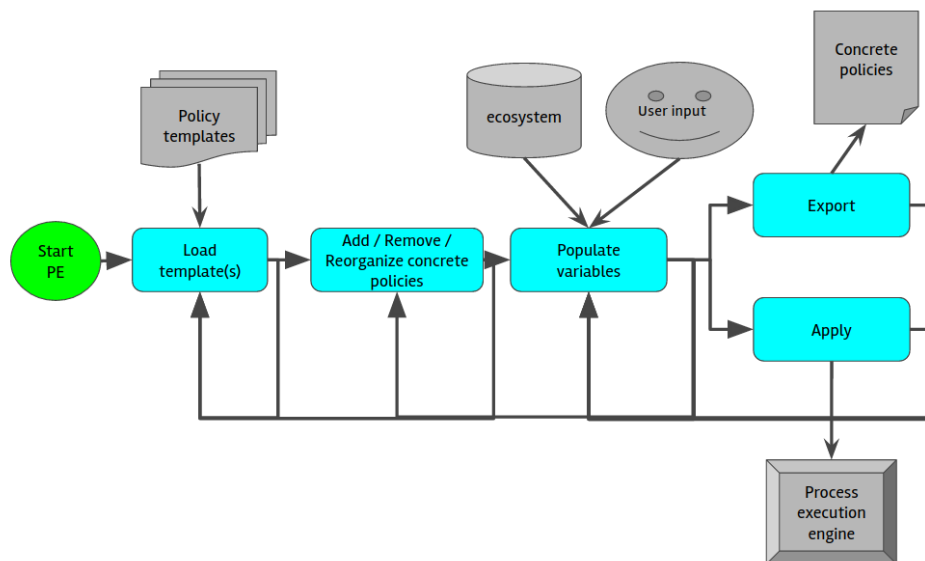 Concrete
policies
Policy
templates
ecosystem
User input
Export
Start
PE
Load
template(s)
Add / Remove /
Reorganize concrete
policies
Populate
variables
Apply
Process
execution
engine